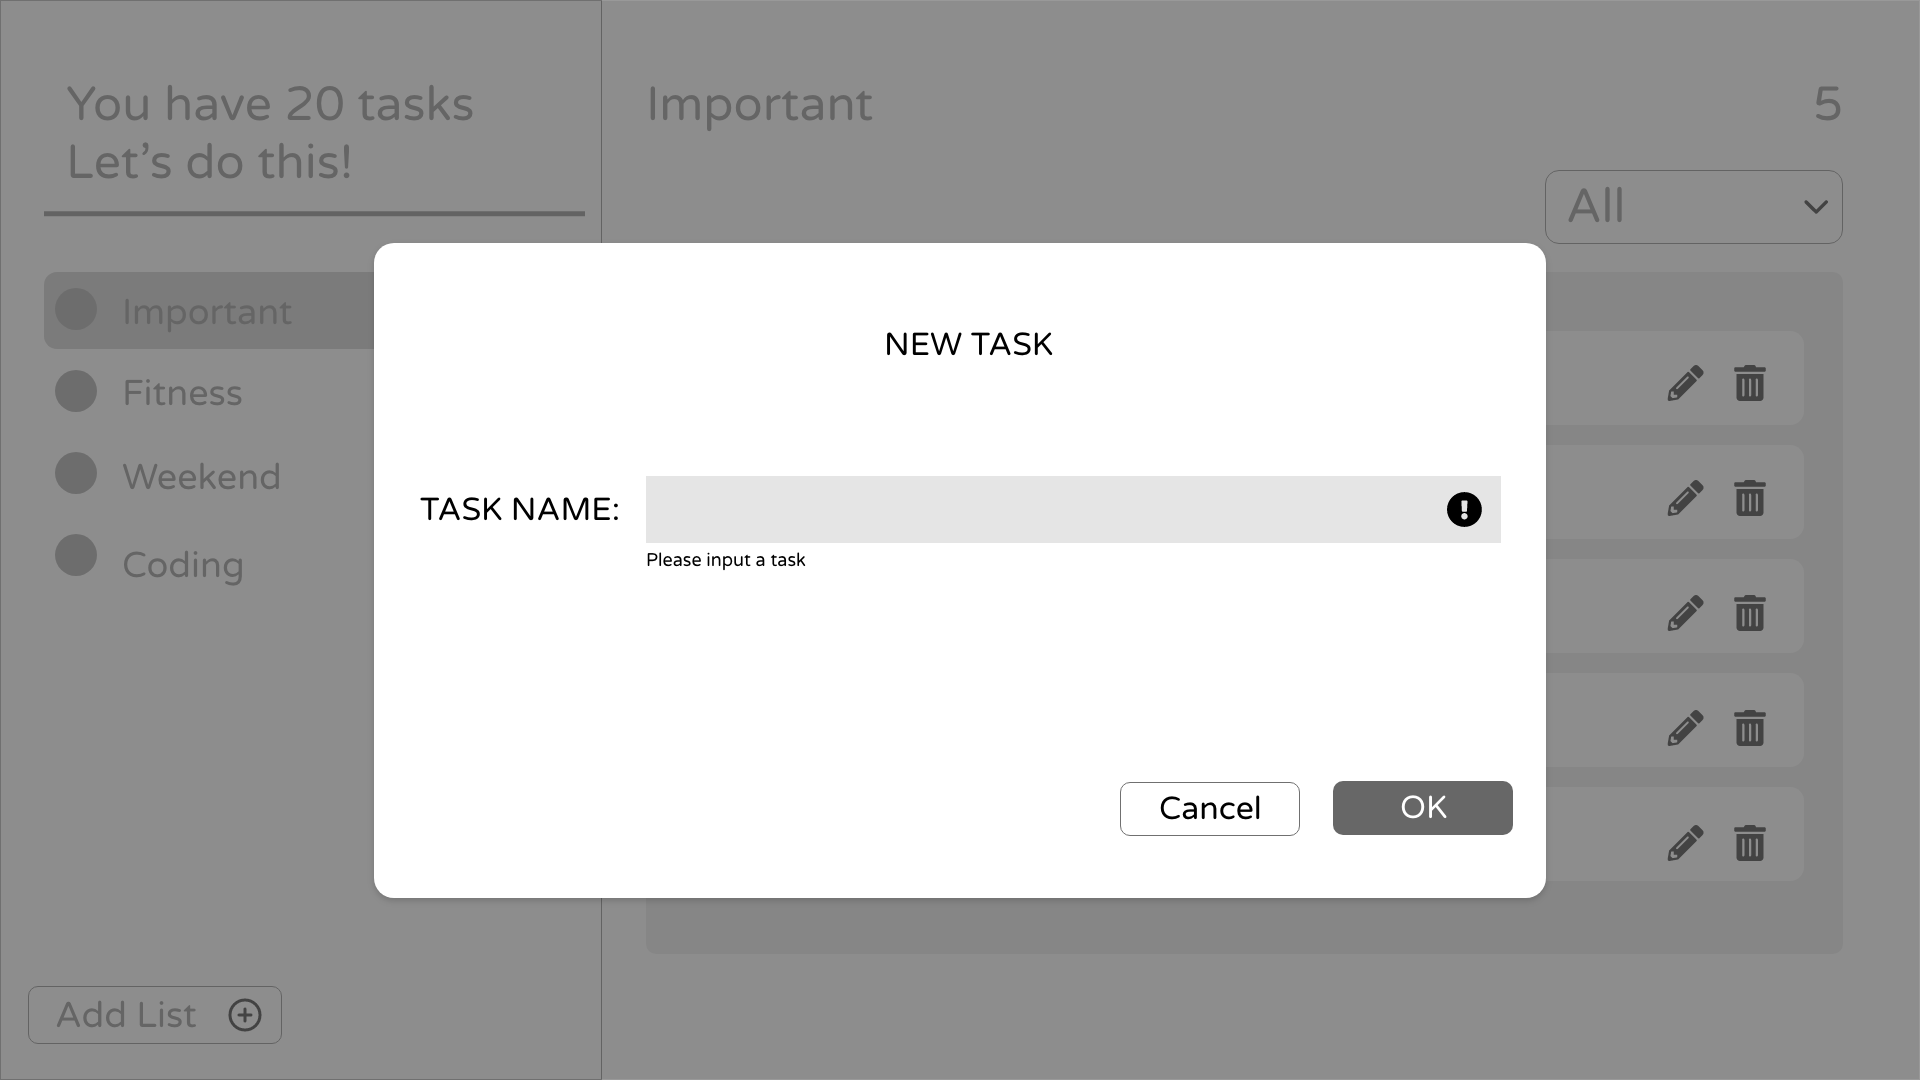 You have 20 tasks
Let’s do this!
Important
5
All
Important
Fitness
Weekend
Coding
NEW TASK
TASK NAME:
Please input a task
Cancel
OK
Add List